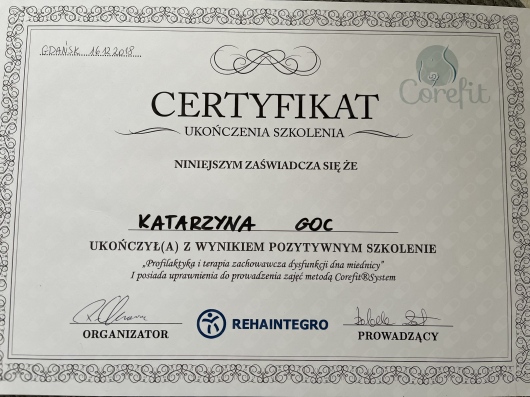 GDAŃSK 16.12.2018
Corefit
CERTYFIKAT
UKOŃCZENIA SZKOLENIA
NINIEJSZYM ZAŚWIADCZA SIĘ ŻE
KATARZYNA GOC
UKOŃCZYŁ(A) Z WYNIKIEM POZYTYWNYM SZKOLENIE
„Profilaktyka i terapia zachowawcza dysfunkcji dna miednicy”
I posiada uprawnienia do prowadzenia zajęć metodą Corefit®System
ORGANIZATOR
REHAINTEGRO
PROWADZĄCY